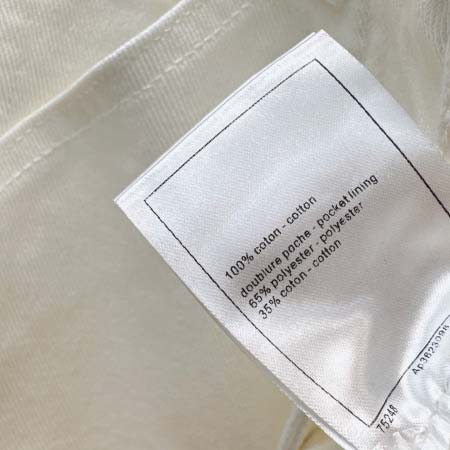 100% coton - cotton
doublure poche - pocket lining
65% polyester - polyester
35% coton - cotton
75248